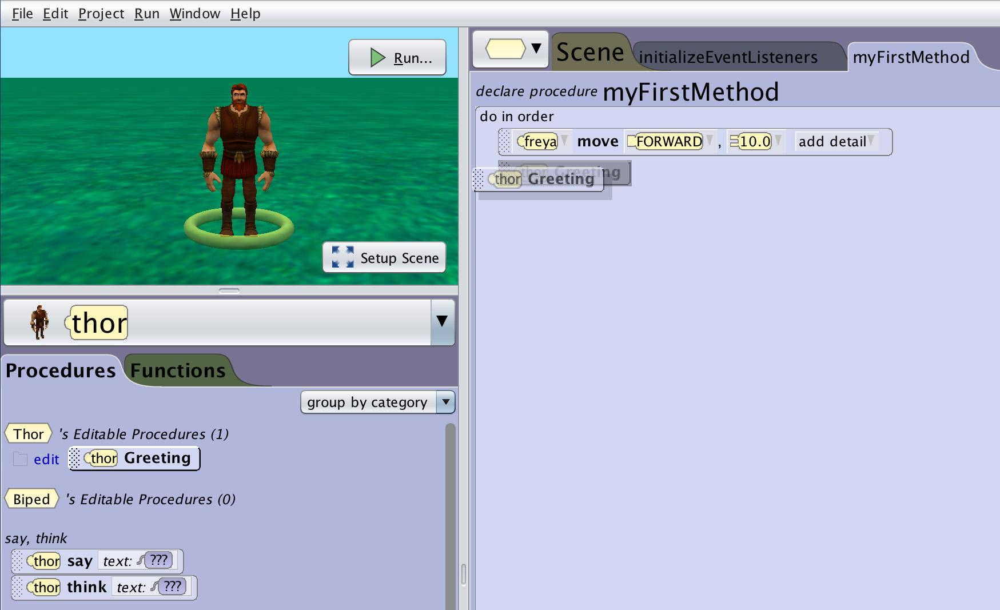 File Edit Project Run Window Help
Run...
Setup Scene
thor
Procedures Functions
group by category
Thor 's Editable Procedures (1)
edit thor Greeting
Biped 's Editable Procedures (0)
say, think
thor say text: ???
thor think text: ???
Scene initializeEventListeners myFirstMethod
declare procedure myFirstMethod
do in order
freya move FORWARD , 10.0 add detail
thor Greeting
thor Greeting